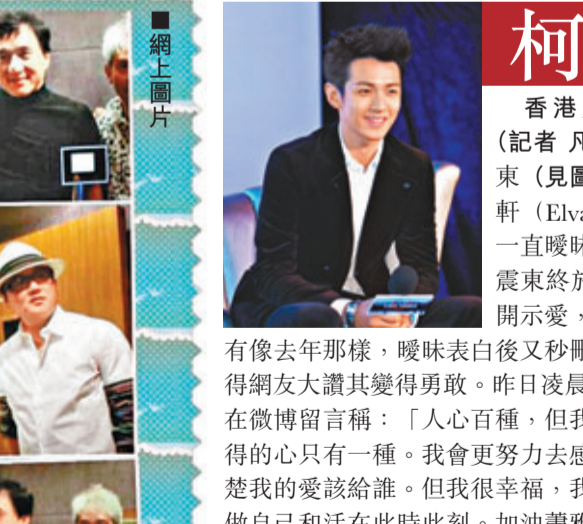 ■網上圖片
柯
香港
(記者 凡
東(見圖
軒(Elva
一直曖昧
震東終於
開示愛,
有像去年那樣,曖昧表白後又秒刪
得網友大讚其變得勇敢。昨日凌晨
在微博留言稱:「人心百種,但我
得的心只有一種。我會更努力去感
楚我的愛該給誰。但我很幸福,我
做自己和活在此時此刻。加油蕭雅